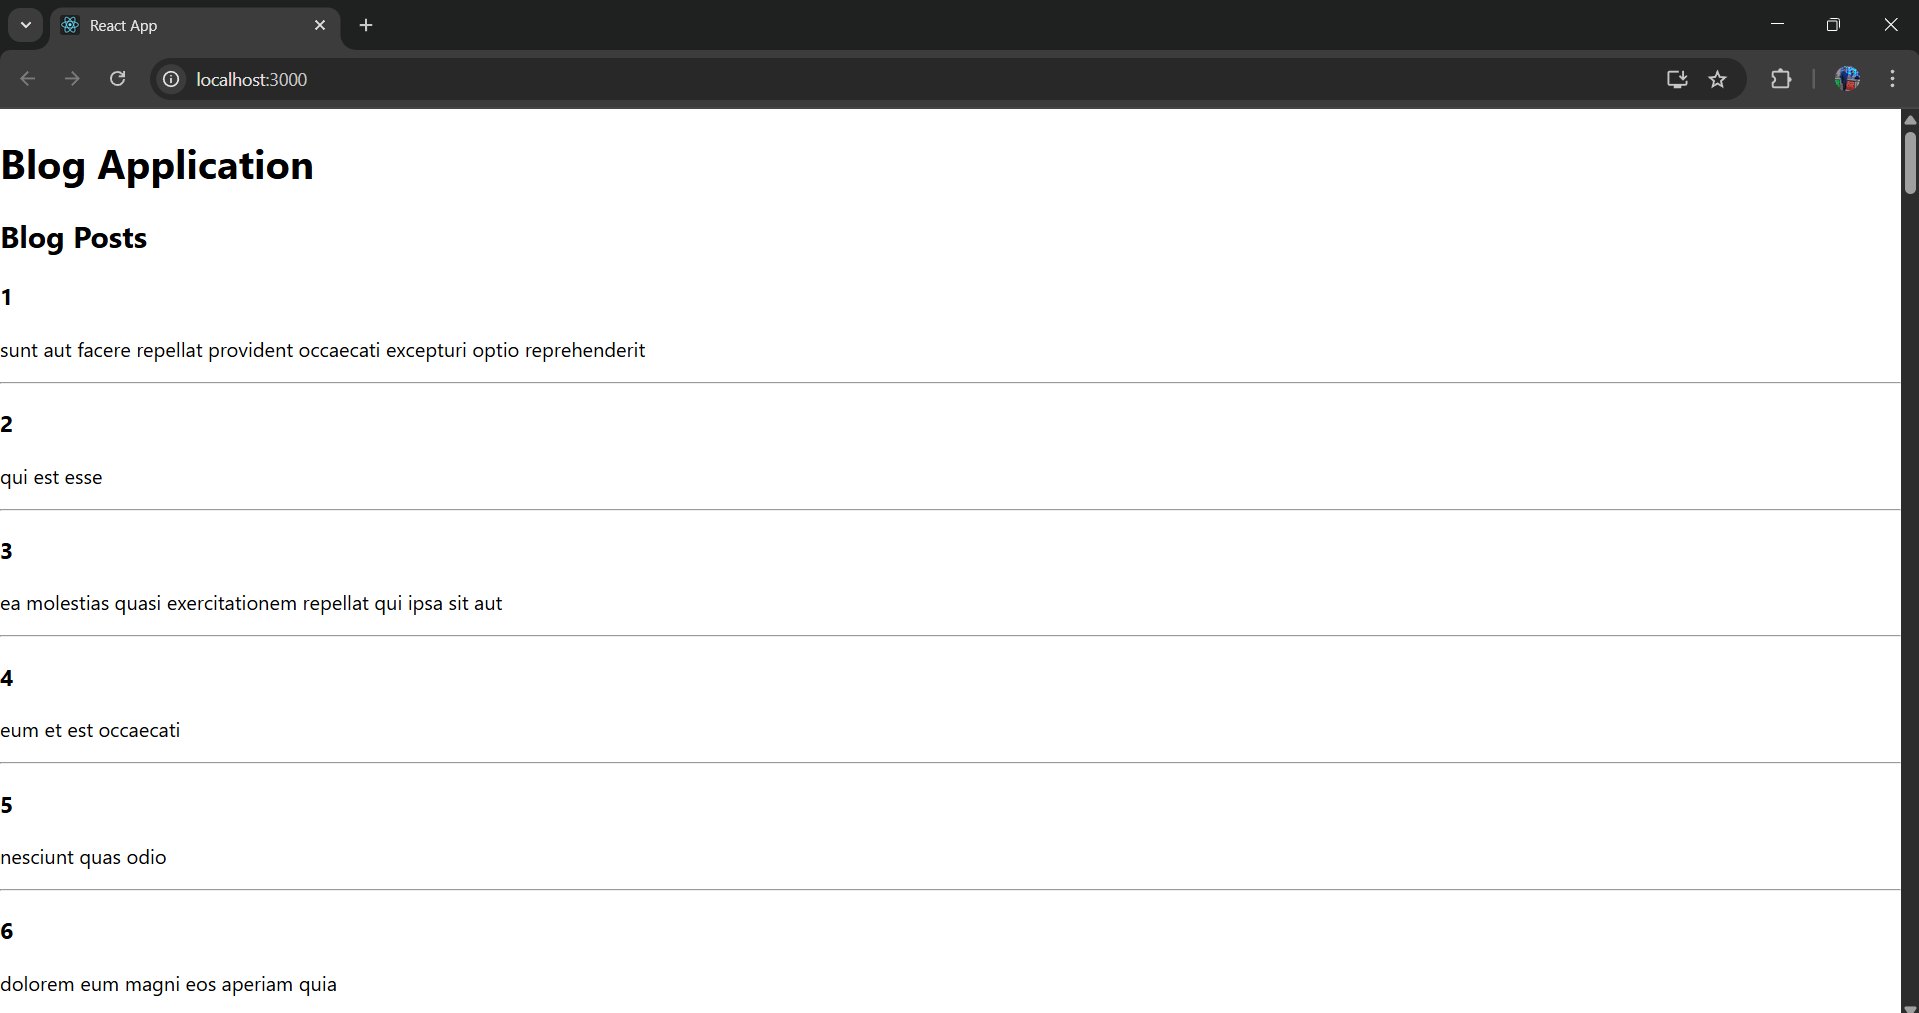 React App
localhost:3000
Blog Application
Blog Posts
1
sunt aut facere repellat provident occaecati excepturi optio reprehenderit
2
qui est esse
3
ea molestias quasi exercitationem repellat qui ipsa sit aut
4
eum et est occaecati
5
nesciunt quas odio
6
dolorem eum magni eos aperiam quia